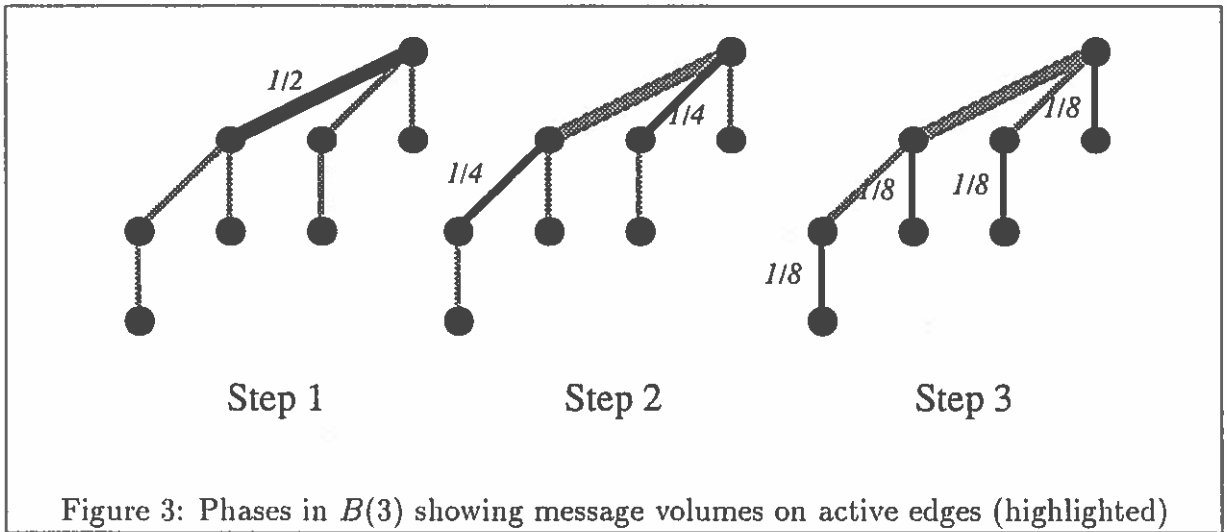 1/2
1/4
1/4
1/8
1/8
1/8
1/8
Step 1
Step 2
Step 3
Figure 3: Phases in B(3) showing message volumes on active edges (highlighted)